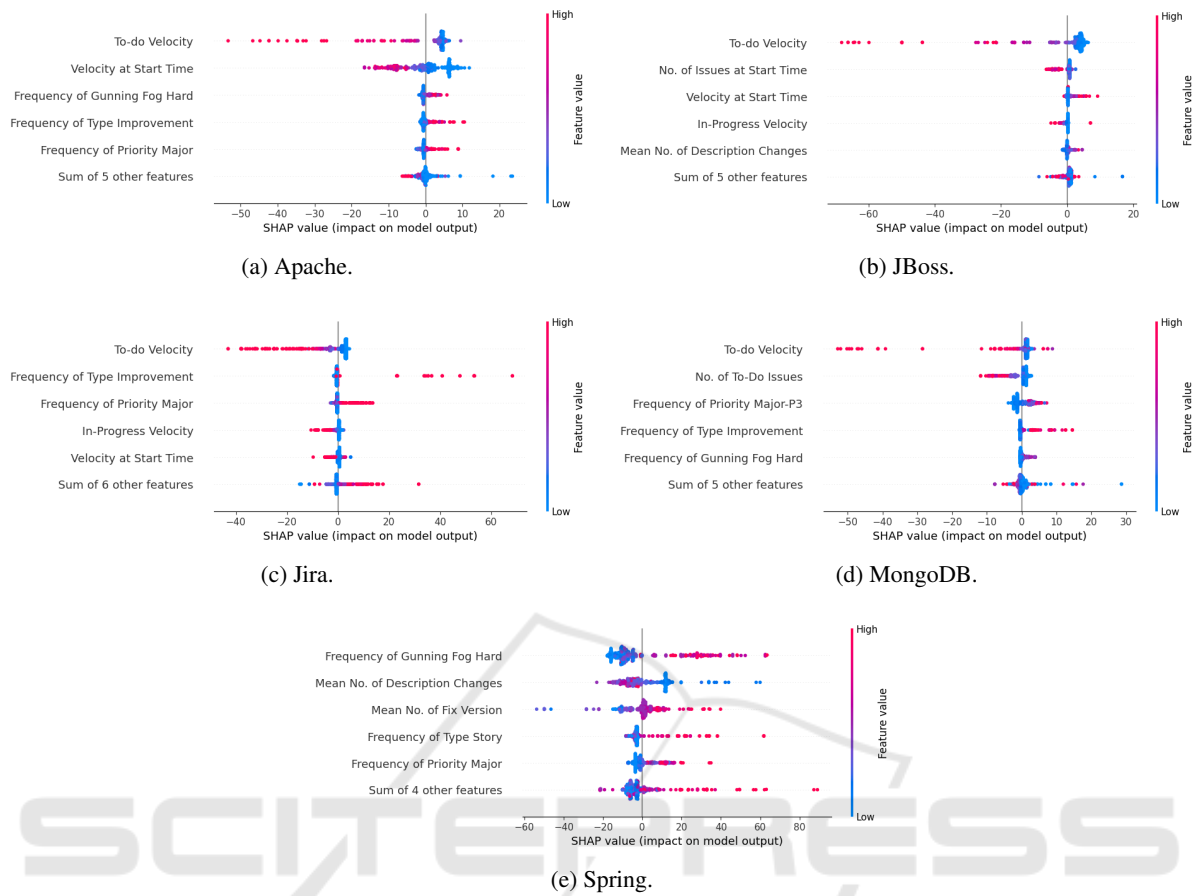 High
To-do Velocity
Velocity at Start Time
Frequency of Gunning Fog Hard
Frequency of Type Improvement
Frequency of Priority Major
Sum of 5 other features
Feature value
Low
−50 −40 −30 −20 −10 0 10 20
SHAP value (impact on model output)
(a) Apache.
High
To-do Velocity
No. of Issues at Start Time
Velocity at Start Time
In-Progress Velocity
Mean No. of Description Changes
Sum of 5 other features
Feature value
Low
−60 −40 −20 0 20
SHAP value (impact on model output)
(b) JBoss.
High
To-do Velocity
Frequency of Type Improvement
Frequency of Priority Major
In-Progress Velocity
Velocity at Start Time
Sum of 6 other features
Feature value
Low
−40 −20 0 20 40 60
SHAP value (impact on model output)
(c) Jira.
High
To-do Velocity
No. of To-Do Issues
Frequency of Priority Major-P3
Frequency of Type Improvement
Frequency of Gunning Fog Hard
Sum of 5 other features
Feature value
Low
−50 −40 −30 −20 −10 0 10 20 30
SHAP value (impact on model output)
(d) MongoDB.
High
Frequency of Gunning Fog Hard
Mean No. of Description Changes
Mean No. of Fix Version
Frequency of Type Story
Frequency of Priority Major
Sum of 4 other features
Feature value
Low
−60 −40 −20 0 20 40 60 80
SHAP value (impact on model output)
(e) Spring.
SCITEPRESS